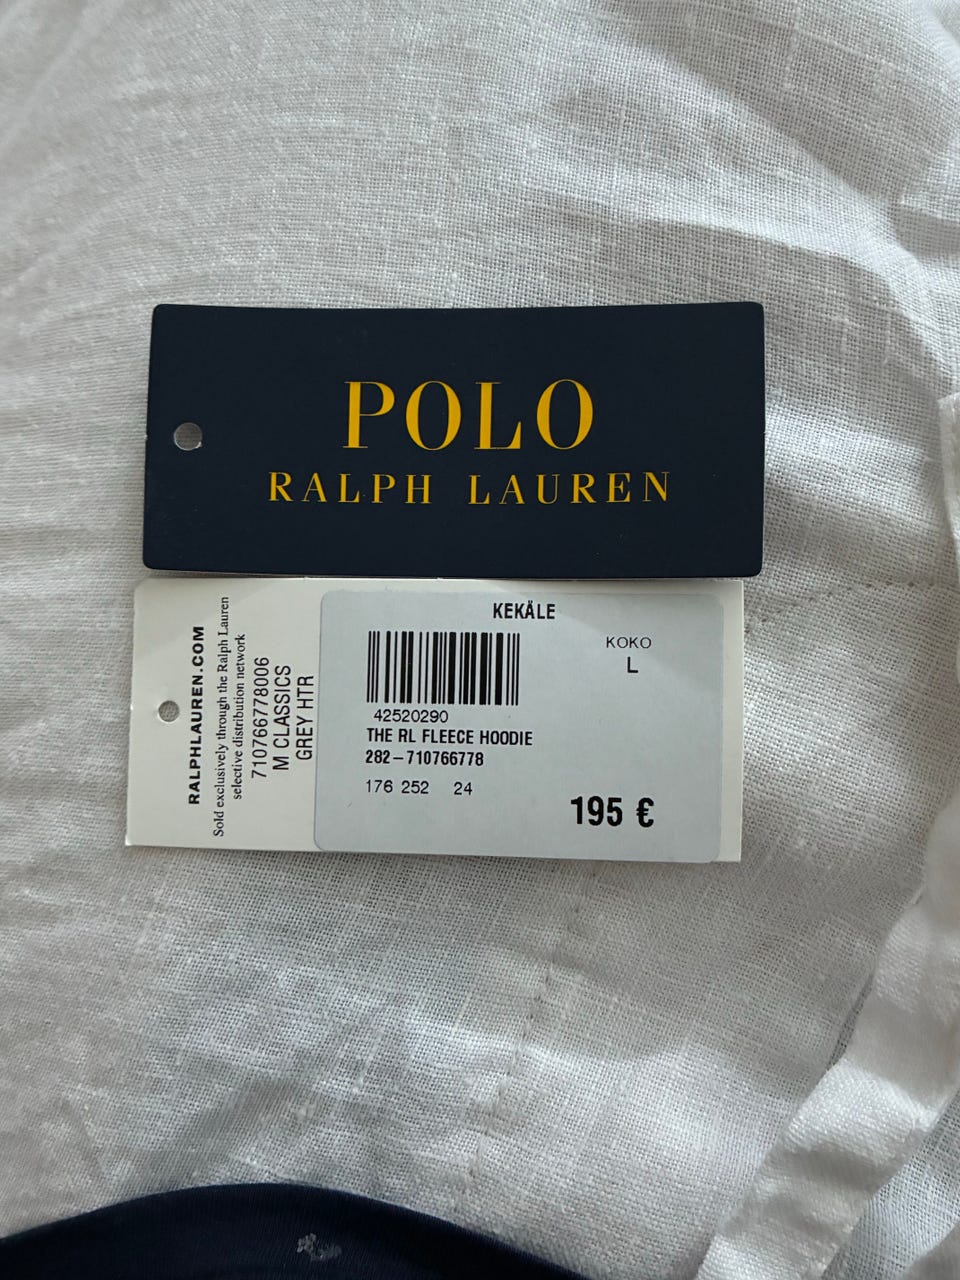 POLO
RALPH LAUREN
RALPHLAUREN.COM
Sold exclusively through the Ralph Lauren
selective distribution network
710766778006
M CLASSICS
GREY HTR
KEKÄLE
KOKO
L
42520290
THE RL FLEECE HOODIE
282-710766778
176 252 24
195 €